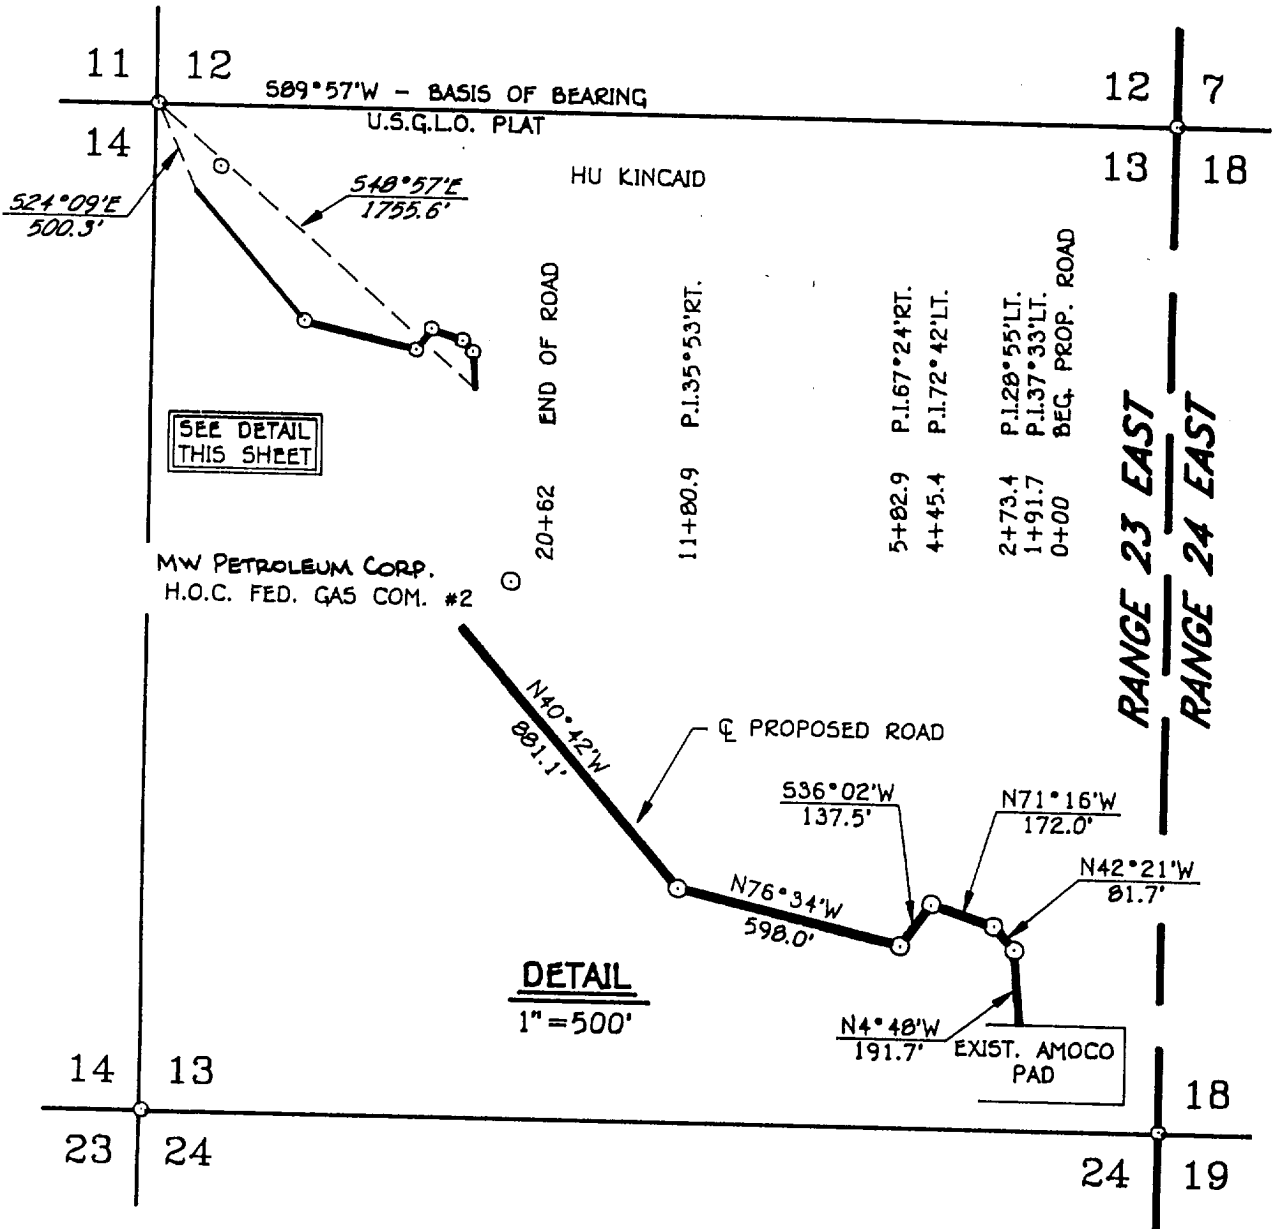 11 12
S89°57'W - BASIS OF BEARING
U.S.G.L.O. PLAT
12 7
14
13 18
HU KINCAID
S24°09'E
500.3'
S48°57'E
1755.6'
20+62 END OF ROAD
11+80.9 P.I.35°53'RT.
5+82.9 P.I.67°24'RT.
4+45.4 P.I.72°42'LT.
2+73.4 P.I.28°55'LT.
1+91.7 P.I.37°33'LT.
0+00 BEG. PROP. ROAD
SEE DETAIL
THIS SHEET
RANGE 23 EAST
RANGE 24 EAST
MW PETROLEUM CORP.
H.O.C. FED. GAS COM. #2
N40°42'W
881.1'
℄ PROPOSED ROAD
S36°02'W
137.5'
N71°16'W
172.0'
N42°21'W
81.7'
N76°34'W
598.0'
DETAIL
1"=500'
N4°48'W
191.7'
EXIST. AMOCO
PAD
14 13
18
23 24
24 19